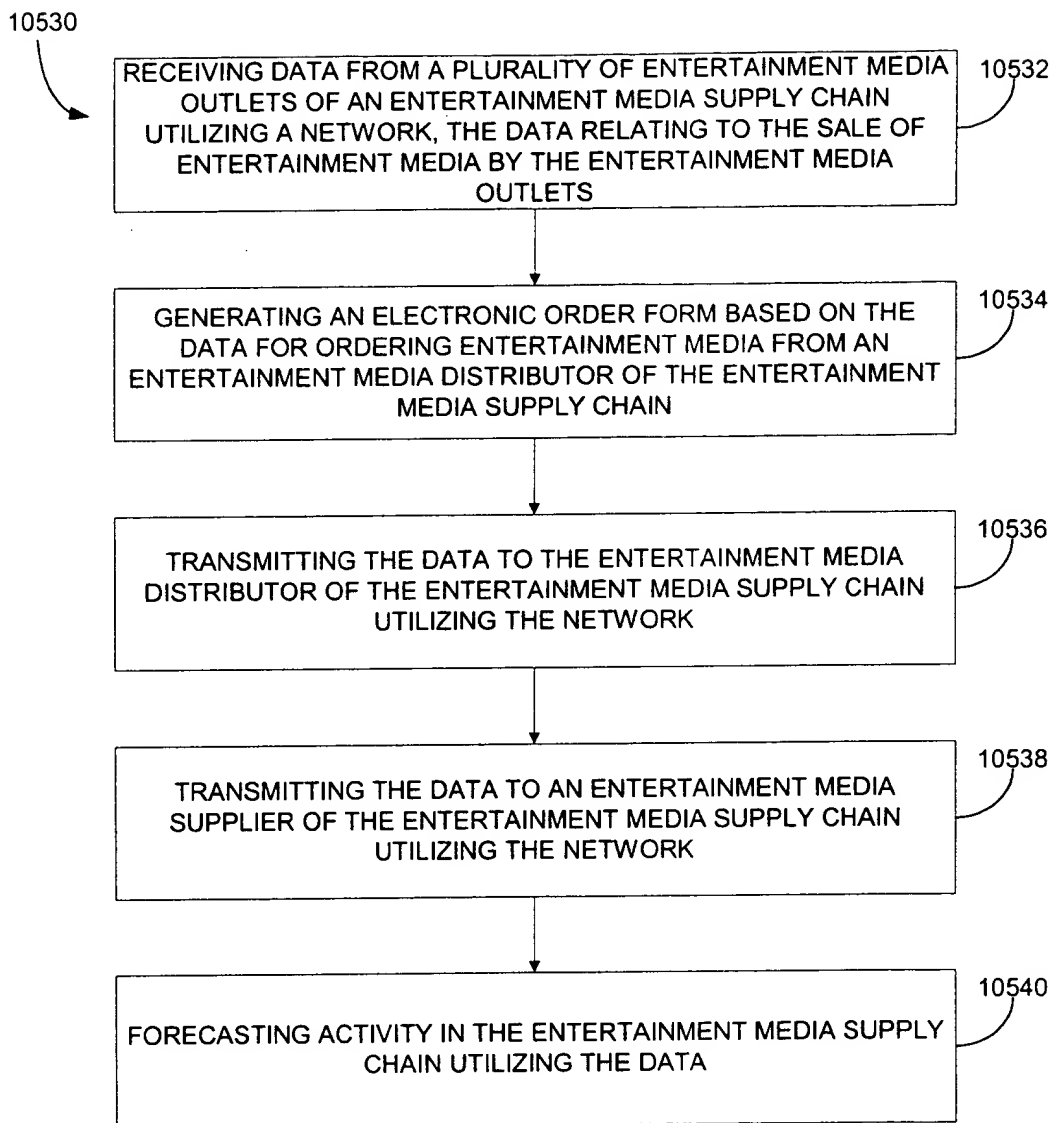 10530
RECEIVING DATA FROM A PLURALITY OF ENTERTAINMENT MEDIA
OUTLETS OF AN ENTERTAINMENT MEDIA SUPPLY CHAIN
UTILIZING A NETWORK, THE DATA RELATING TO THE SALE OF
ENTERTAINMENT MEDIA BY THE ENTERTAINMENT MEDIA
OUTLETS
10532
GENERATING AN ELECTRONIC ORDER FORM BASED ON THE
DATA FOR ORDERING ENTERTAINMENT MEDIA FROM AN
ENTERTAINMENT MEDIA DISTRIBUTOR OF THE ENTERTAINMENT
MEDIA SUPPLY CHAIN
10534
TRANSMITTING THE DATA TO THE ENTERTAINMENT MEDIA
DISTRIBUTOR OF THE ENTERTAINMENT MEDIA SUPPLY CHAIN
UTILIZING THE NETWORK
10536
TRANSMITTING THE DATA TO AN ENTERTAINMENT MEDIA
SUPPLIER OF THE ENTERTAINMENT MEDIA SUPPLY CHAIN
UTILIZING THE NETWORK
10538
FORECASTING ACTIVITY IN THE ENTERTAINMENT MEDIA SUPPLY
CHAIN UTILIZING THE DATA
10540